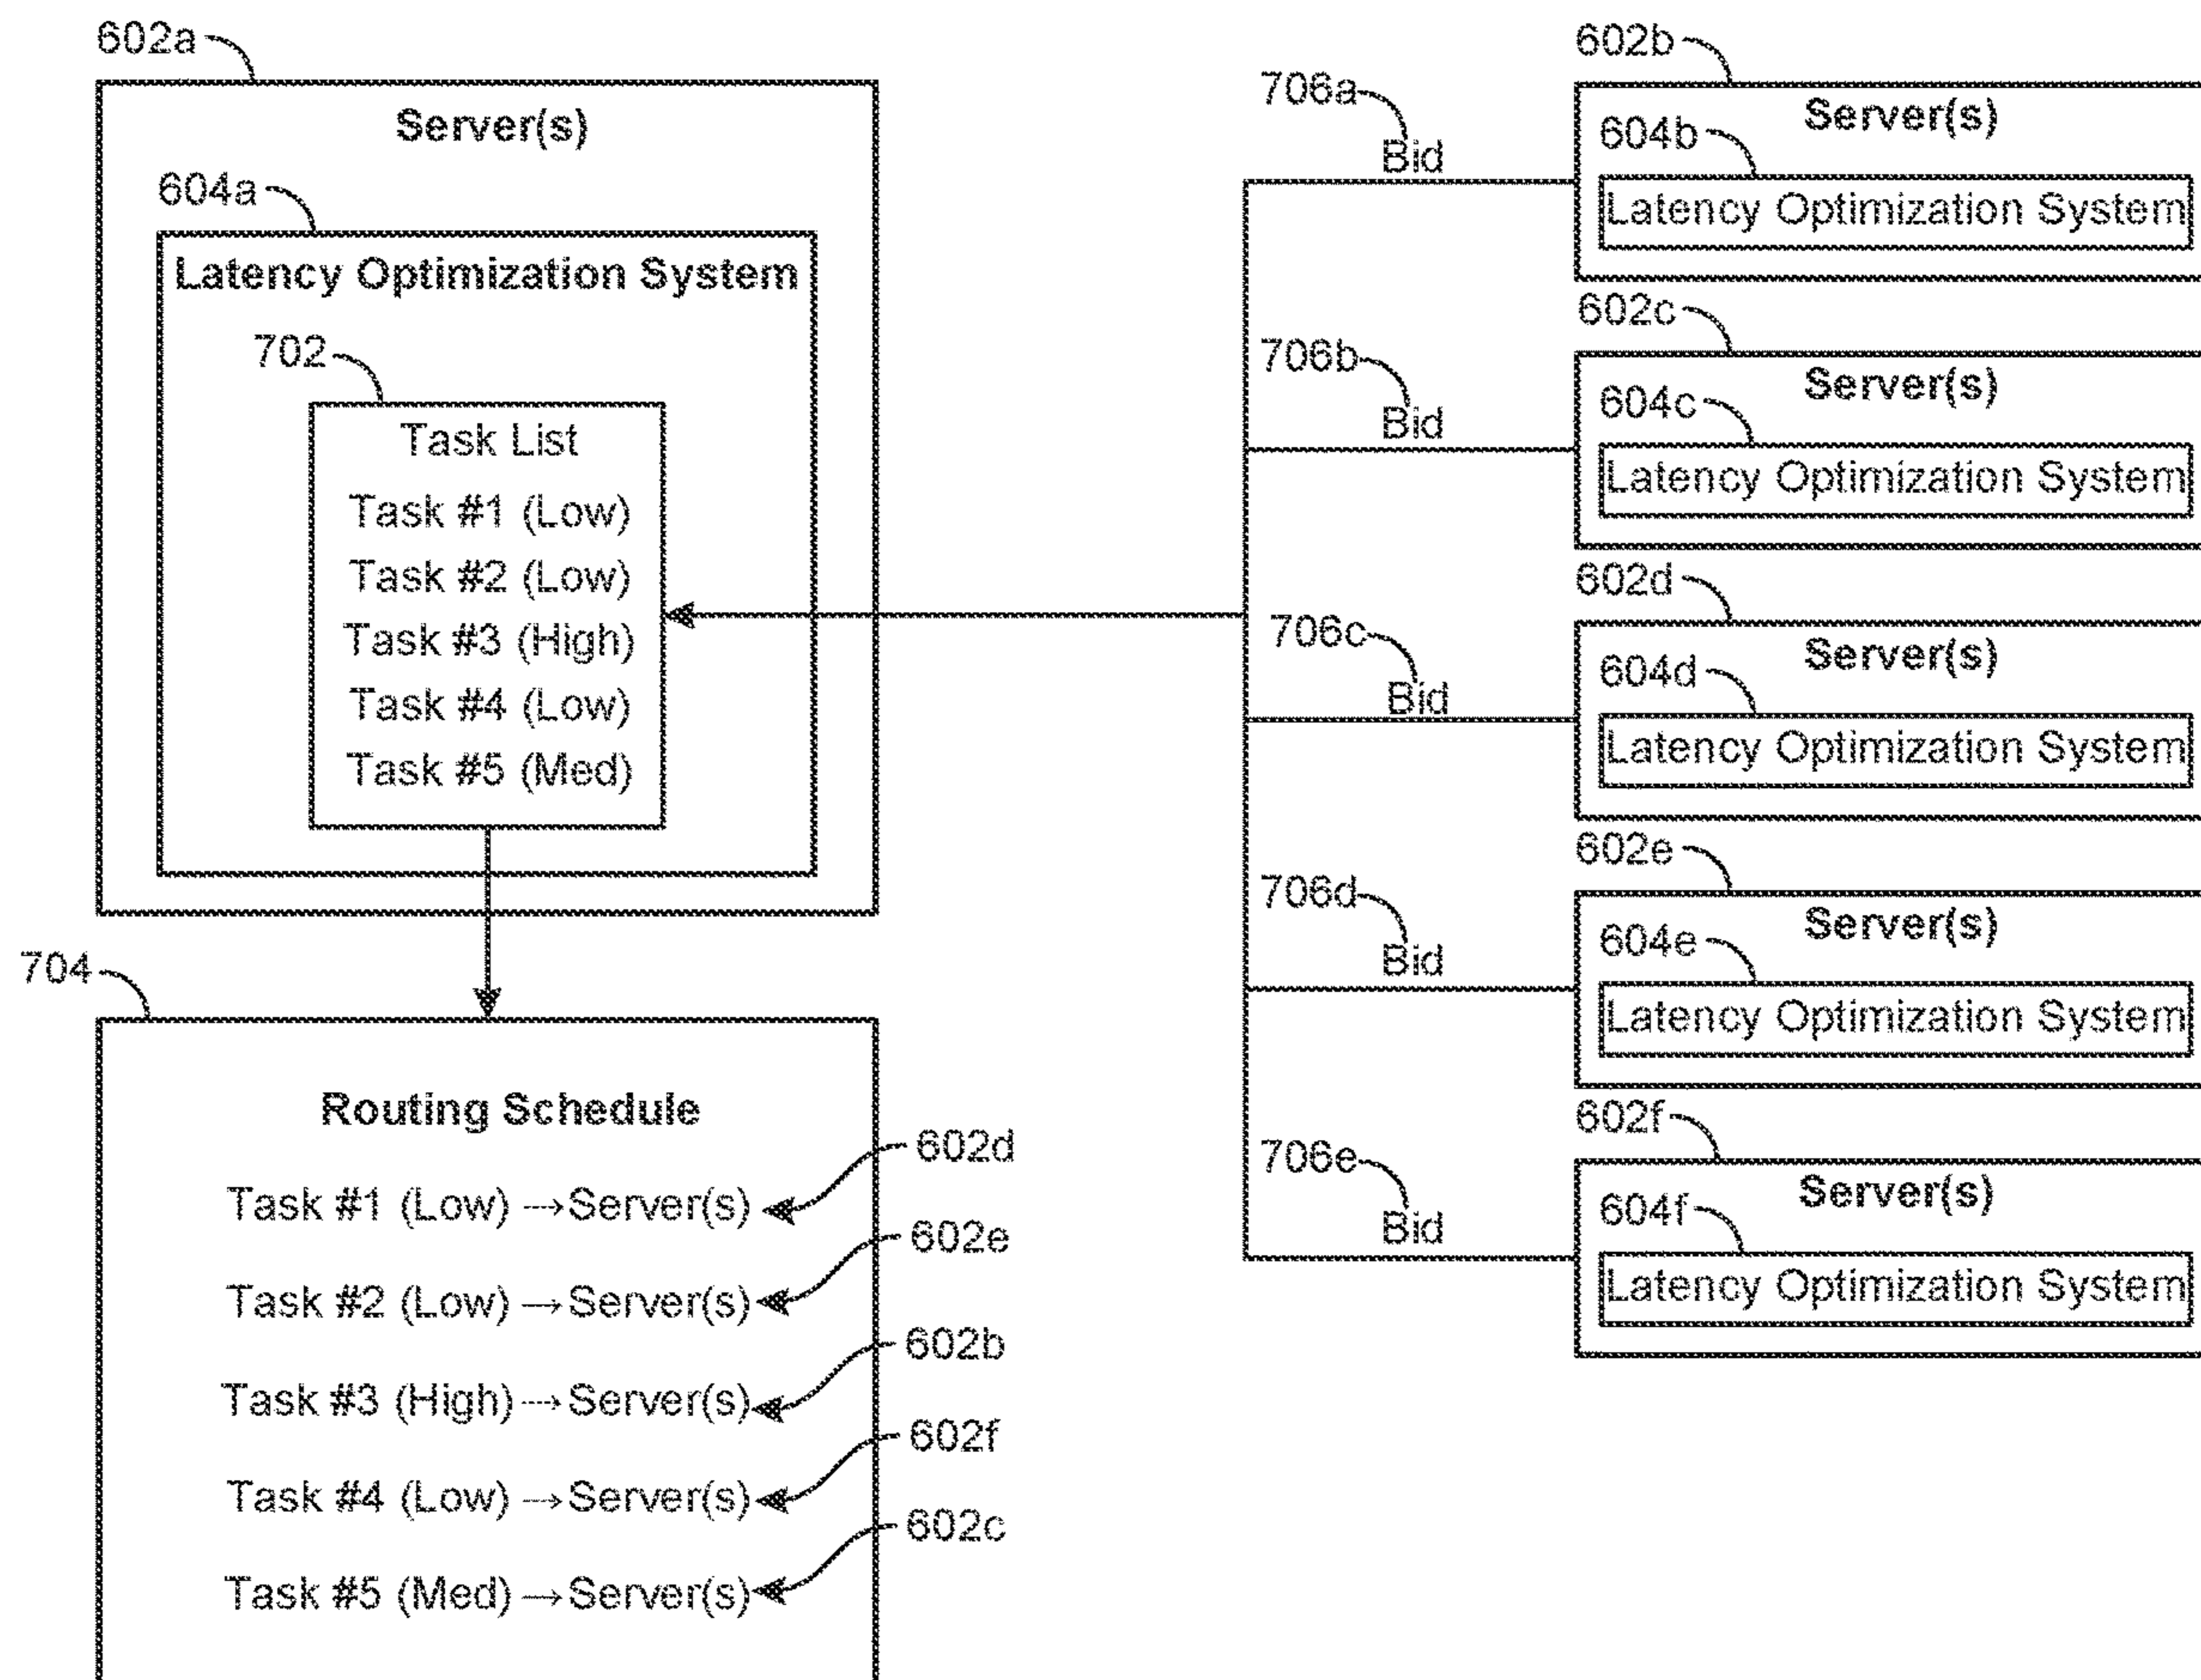 602a
Server(s)
604a
Latency Optimization System
702
Task List
Task #1 (Low)
Task #2 (Low)
Task #3 (High)
Task #4 (Low)
Task #5 (Med)
704
Routing Schedule
Task #1 (Low) → Server(s)
602d
Task #2 (Low) → Server(s)
602e
Task #3 (High) → Server(s)
602b
Task #4 (Low) → Server(s)
602f
Task #5 (Med) → Server(s)
602c
706a
Bid
602b
Server(s)
604b
Latency Optimization System
706b
Bid
602c
Server(s)
604c
Latency Optimization System
706c
Bid
602d
Server(s)
604d
Latency Optimization System
706d
Bid
602e
Server(s)
604e
Latency Optimization System
706e
Bid
602f
Server(s)
604f
Latency Optimization System